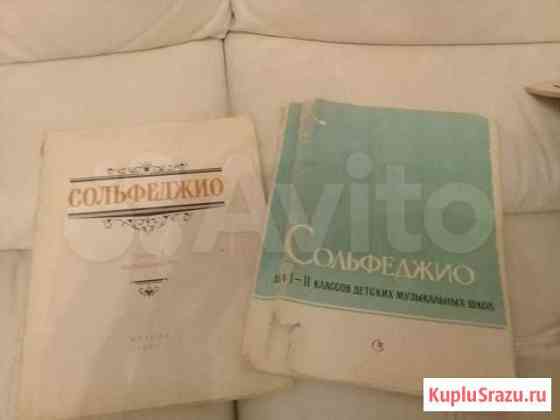 СОЛЬФЕДЖИО
СОЛЬФЕДЖИО
ДЛЯ I–II КЛАССОВ ДЕТСКИХ МУЗЫКАЛЬНЫХ ШКОЛ
Avito
KupluSrazu.ru